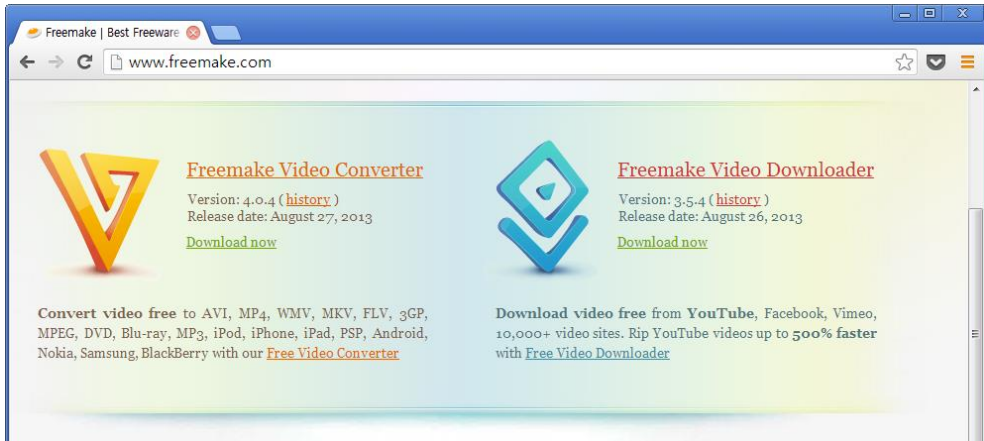 Freemake | Best Freeware
www.freemake.com
Freemake Video Converter
Version: 4.0.4 ( history )
Release date: August 27, 2013
Download now
Convert video free to AVI, MP4, WMV, MKV, FLV, 3GP,
MPEG, DVD, Blu-ray, MP3, iPod, iPhone, iPad, PSP, Android,
Nokia, Samsung, BlackBerry with our Free Video Converter
Freemake Video Downloader
Version: 3.5.4 ( history )
Release date: August 26, 2013
Download now
Download video free from YouTube, Facebook, Vimeo,
10,000+ video sites. Rip YouTube videos up to 500% faster
with Free Video Downloader